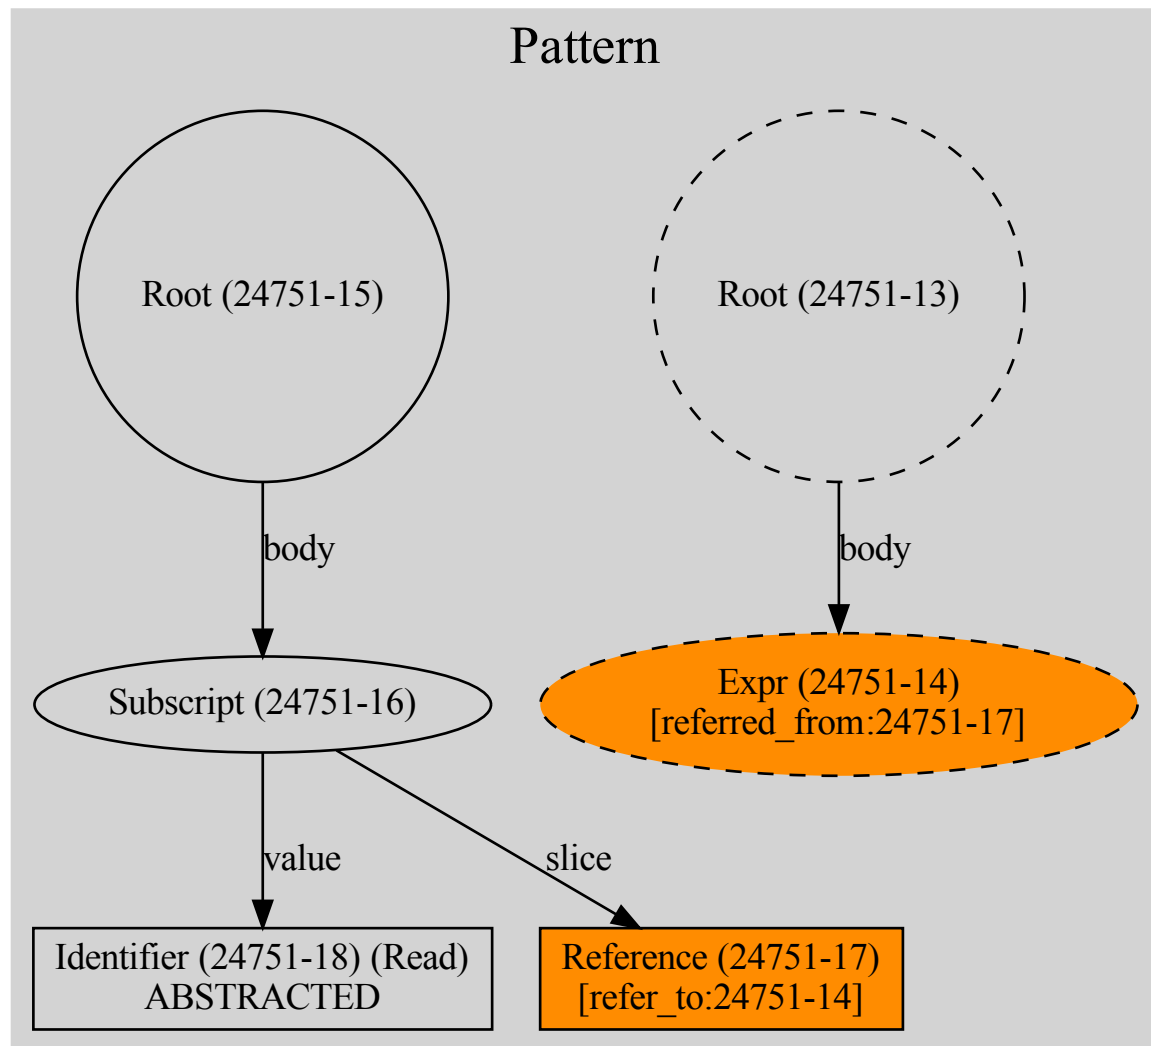 Pattern
Root (24751-15)
Root (24751-13)
body
body
Subscript (24751-16)
Expr (24751-14)
[referred_from:24751-17]
value
slice
Identifier (24751-18) (Read)
ABSTRACTED
Reference (24751-17)
[refer_to:24751-14]